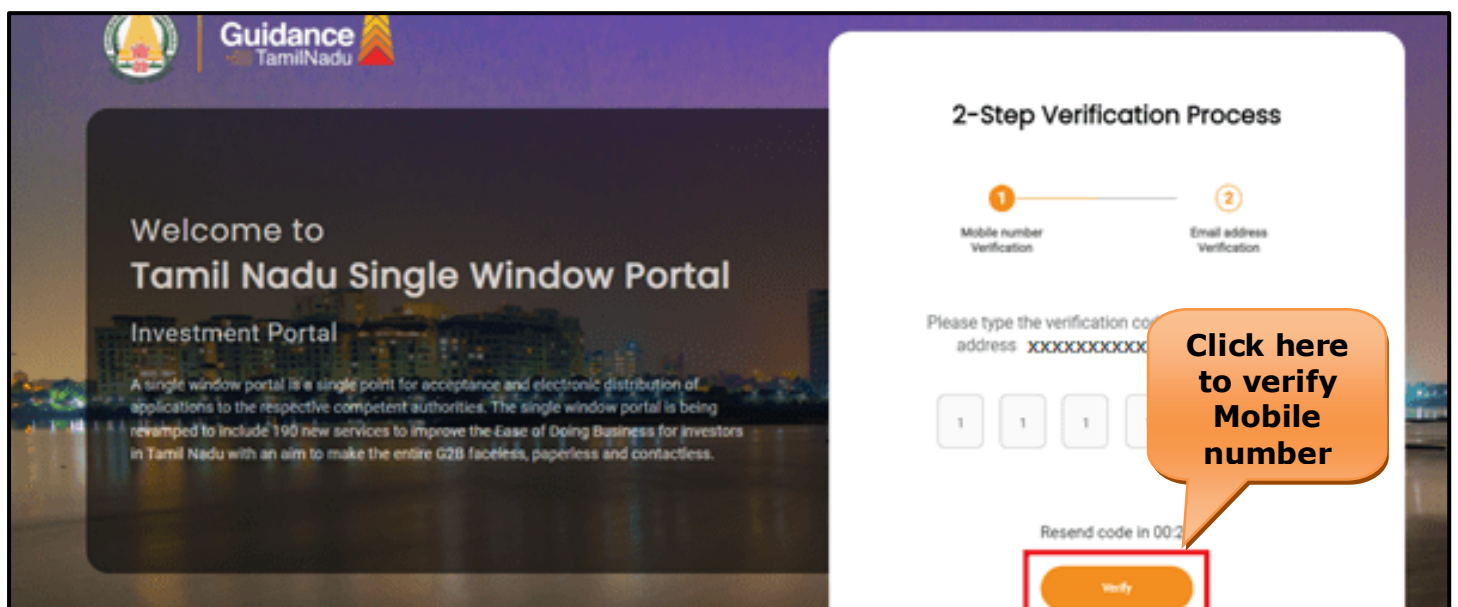 Guidance
TamilNadu
Welcome to
Tamil Nadu Single Window Portal
Investment Portal
A single window portal is a single point for acceptance and electronic distribution of
applications to the respective competent authorities. The single window portal is being
revamped to include 190 new services to improve the Ease of Doing Business for investors
in Tamil Nadu with an aim to make the entire G2B faceless, paperless and contactless.
2-Step Verification Process
1
2
Mobile number
Verification
Email address
Verification
Please type the verification
address xxxxxxxxxx
1 1 1
Resend code in
Verify
Click here
to verify
Mobile
number